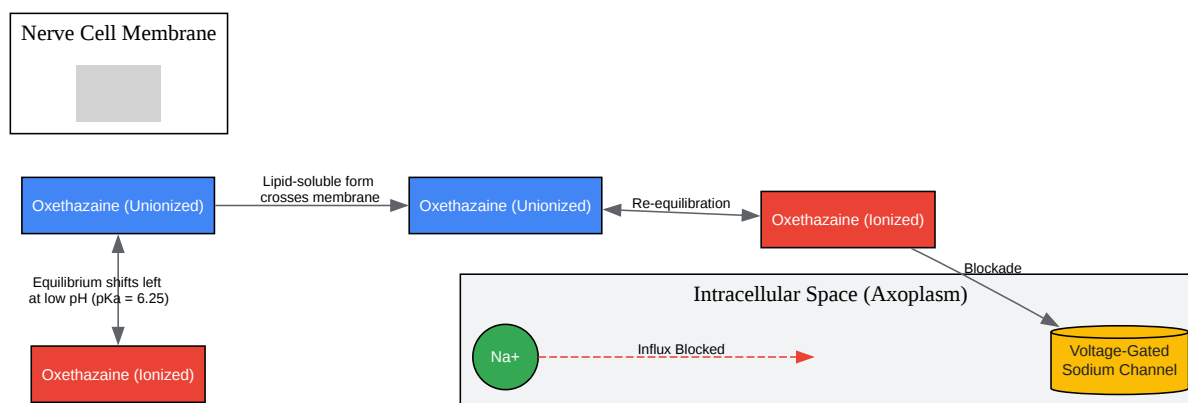 Nerve Cell Membrane
Oxethazaine (Unionized)
Lipid-soluble form
crosses membrane
Oxethazaine (Unionized)
Re-equilibration
Oxethazaine (Ionized)
Equilibrium shifts left
at low pH (pKa = 6.25)
Oxethazaine (Ionized)
Blockade
Intracellular Space (Axoplasm)
Na+
Influx Blocked
Voltage-Gated
Sodium Channel